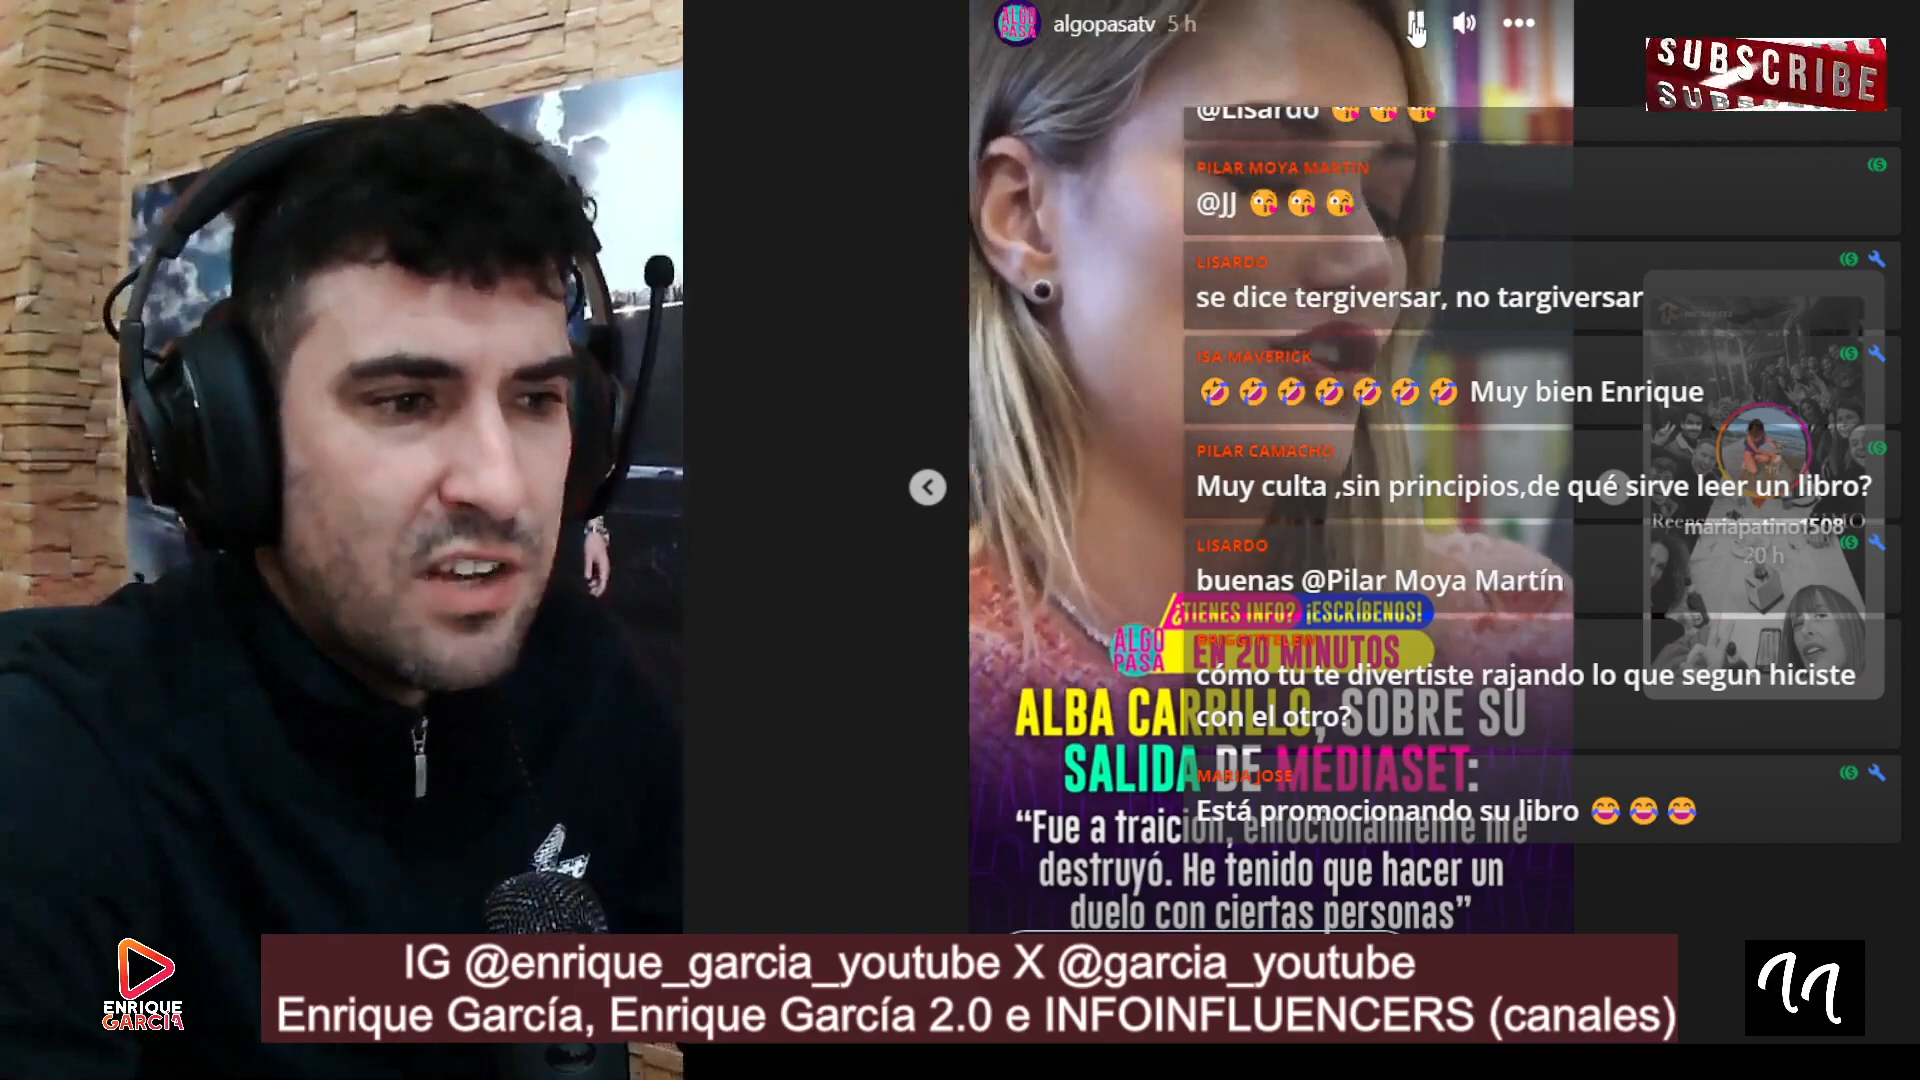 algopasatv 5 h
SUBSCRIBE
@Lisardo
PILAR MOYA MARTÍN
@JJ
LISARDO
se dice tergiversar, no targiversar
ISA MAVERICK
Muy bien Enrique
PILAR CAMACHO
Muy culta ,sin principios,de qué sirve leer un libro?
mariapatino1508
20 h
LISARDO
buenas @Pilar Moya Martín
¿TIENES INFO? ¡ESCRÍBENOS!
ALGO
PASA
EN 20 MINUTOS
cómo tu te divertiste rajando lo que segun hiciste
con el otro?
ALBA CARRILLO, SOBRE SU
SALIDA DE MEDIASET:
MARIA JOSE
Está promocionando su libro
“Fue a traición, emocionalmente me
destruyó. He tenido que hacer un
duelo con ciertas personas”
IG @enrique_garcia_youtube X @garcia_youtube
Enrique García, Enrique García 2.0 e INFOINFLUENCERS (canales)
ENRIQUE
GARCIA